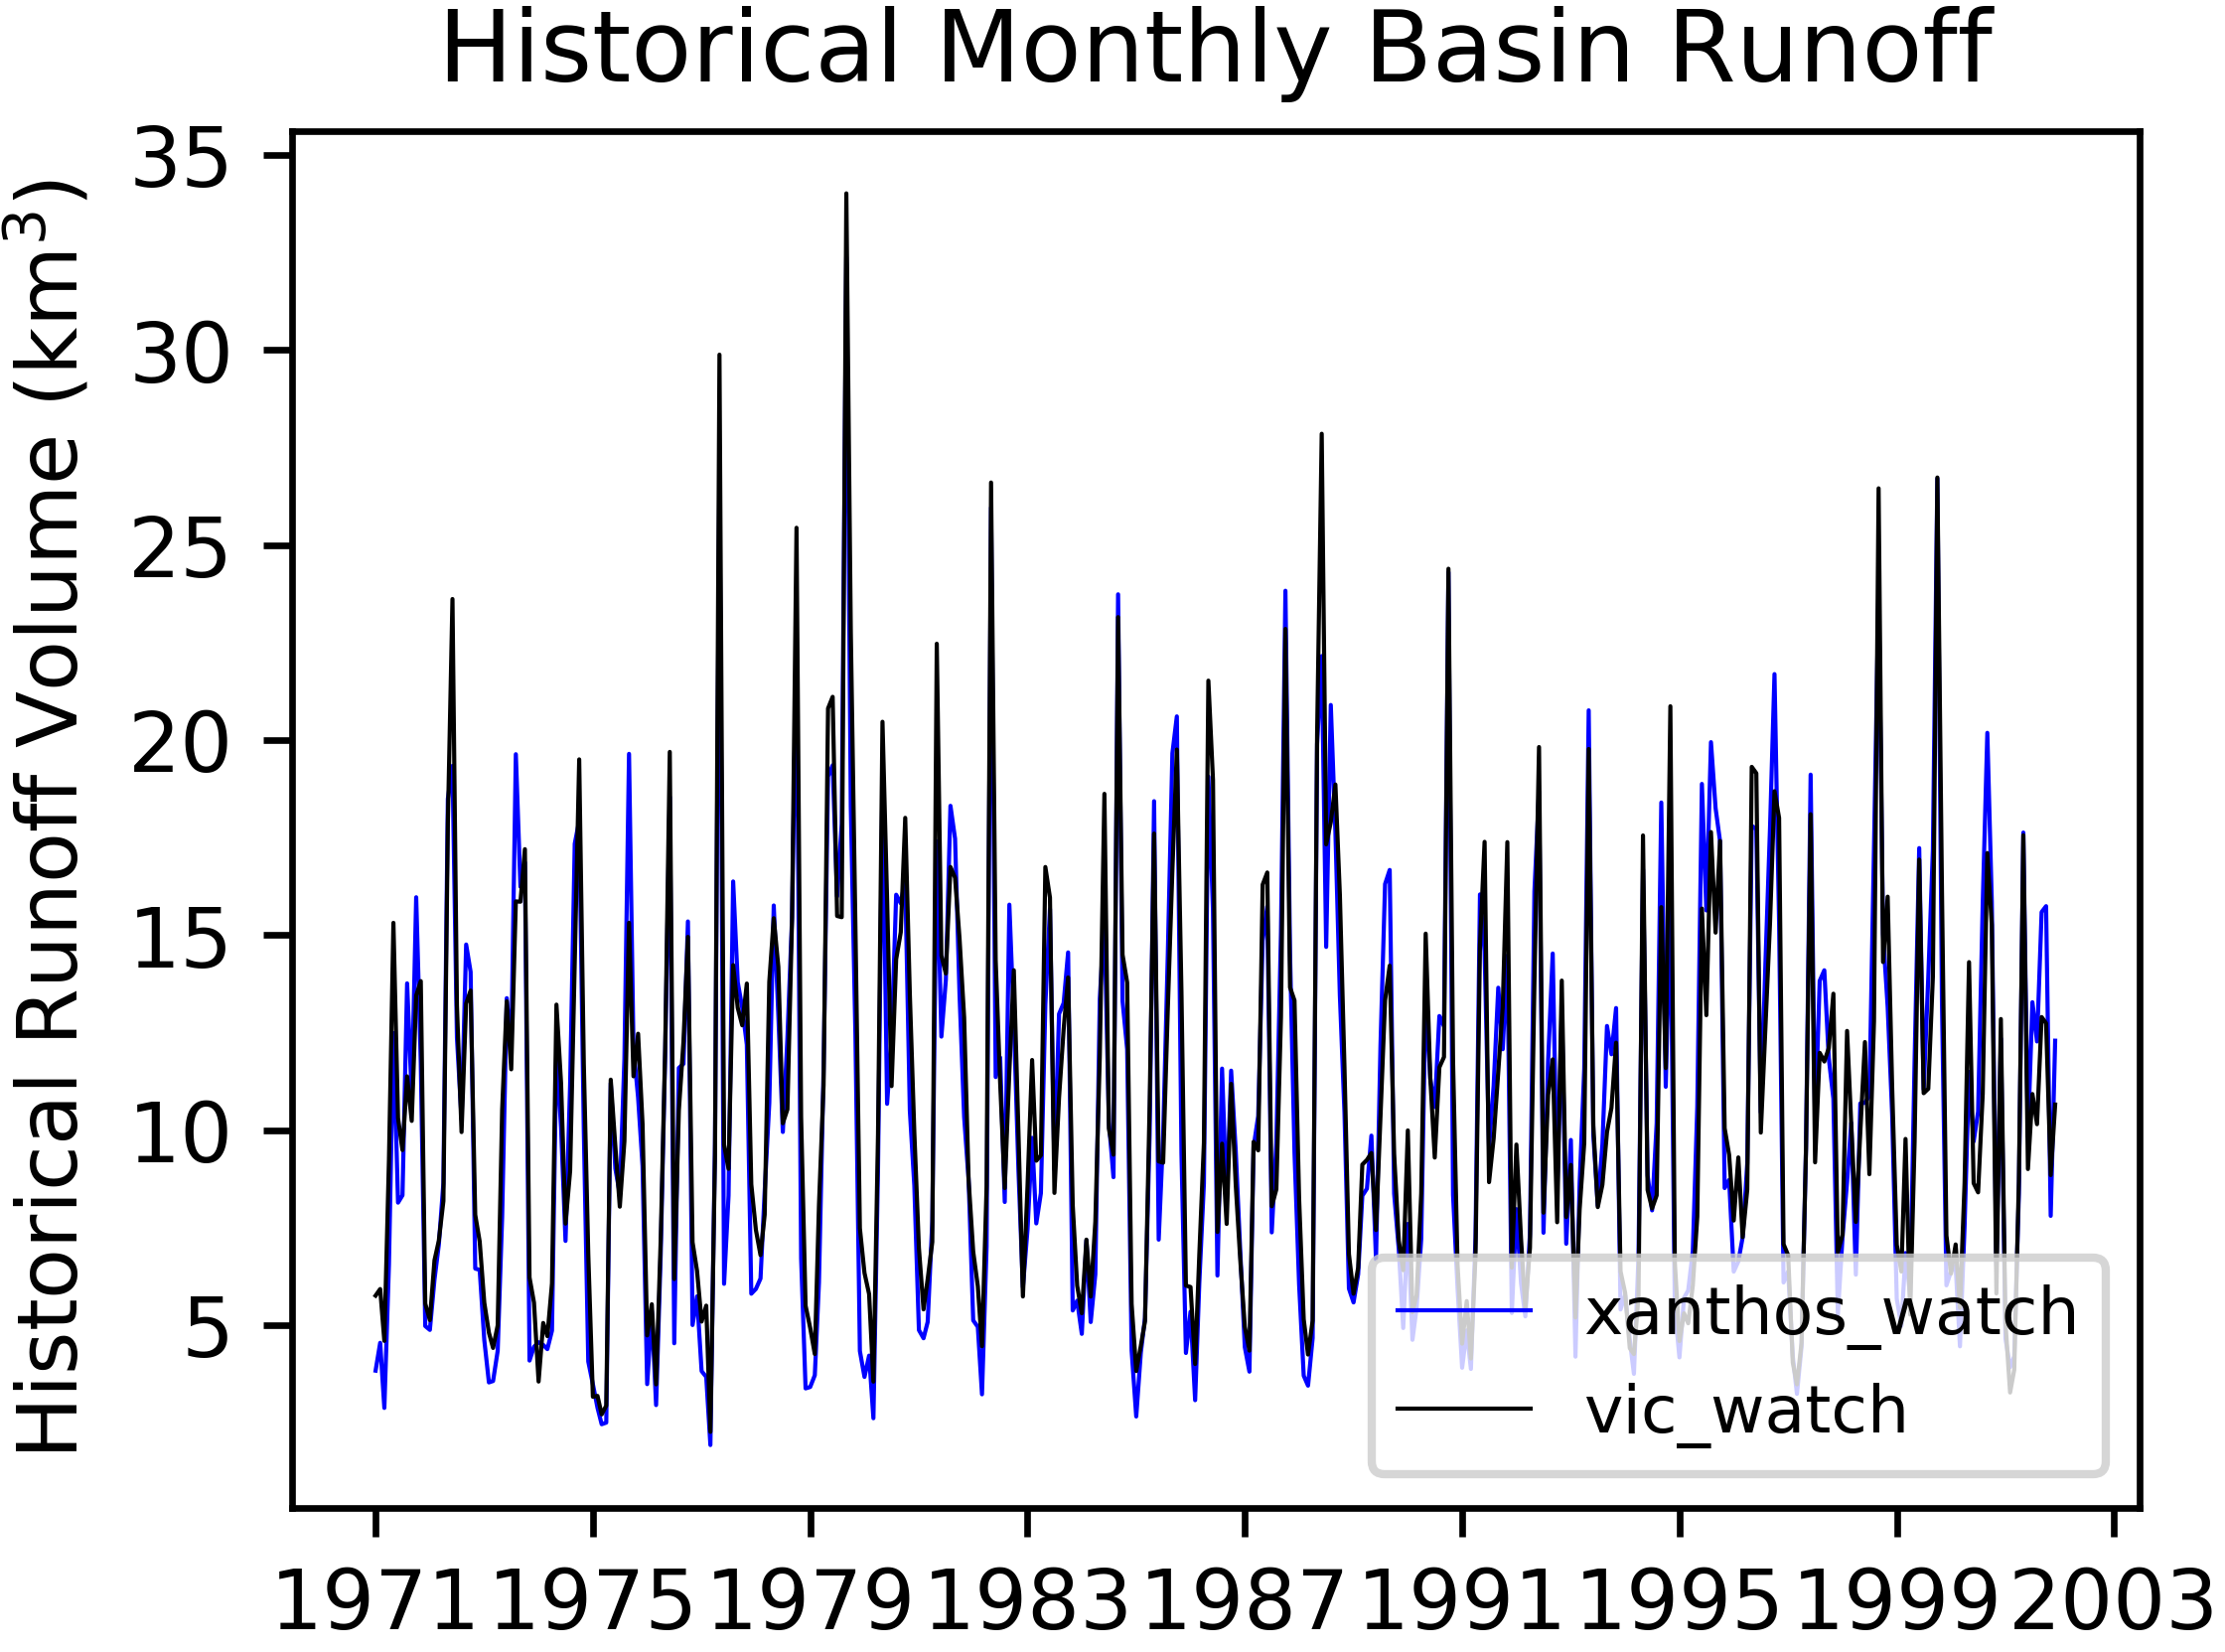 Historical Monthly Basin Runoff
Historical Runoff Volume (km³)
35
30
25
20
15
10
5
xanthos_watch
vic_watch
1971 1975 1979 1983 1987 1991 1995 1999 2003